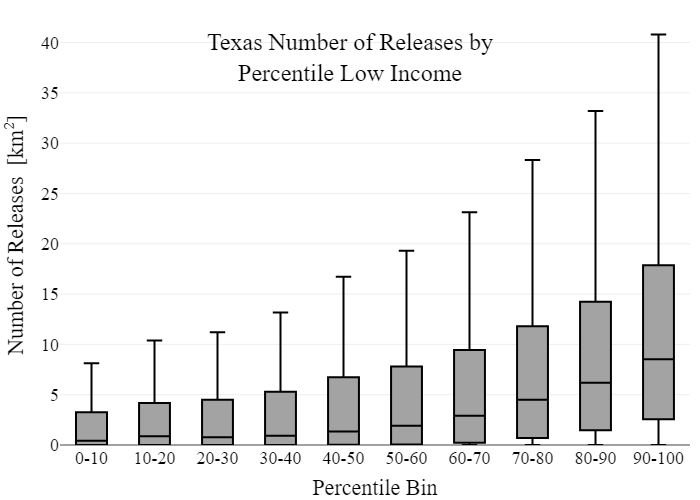 Texas Number of Releases by
Percentile Low Income
Number of Releases [km²]
40
35
30
25
20
15
10
5
0
0-10 10-20 20-30 30-40 40-50 50-60 60-70 70-80 80-90 90-100
Percentile Bin